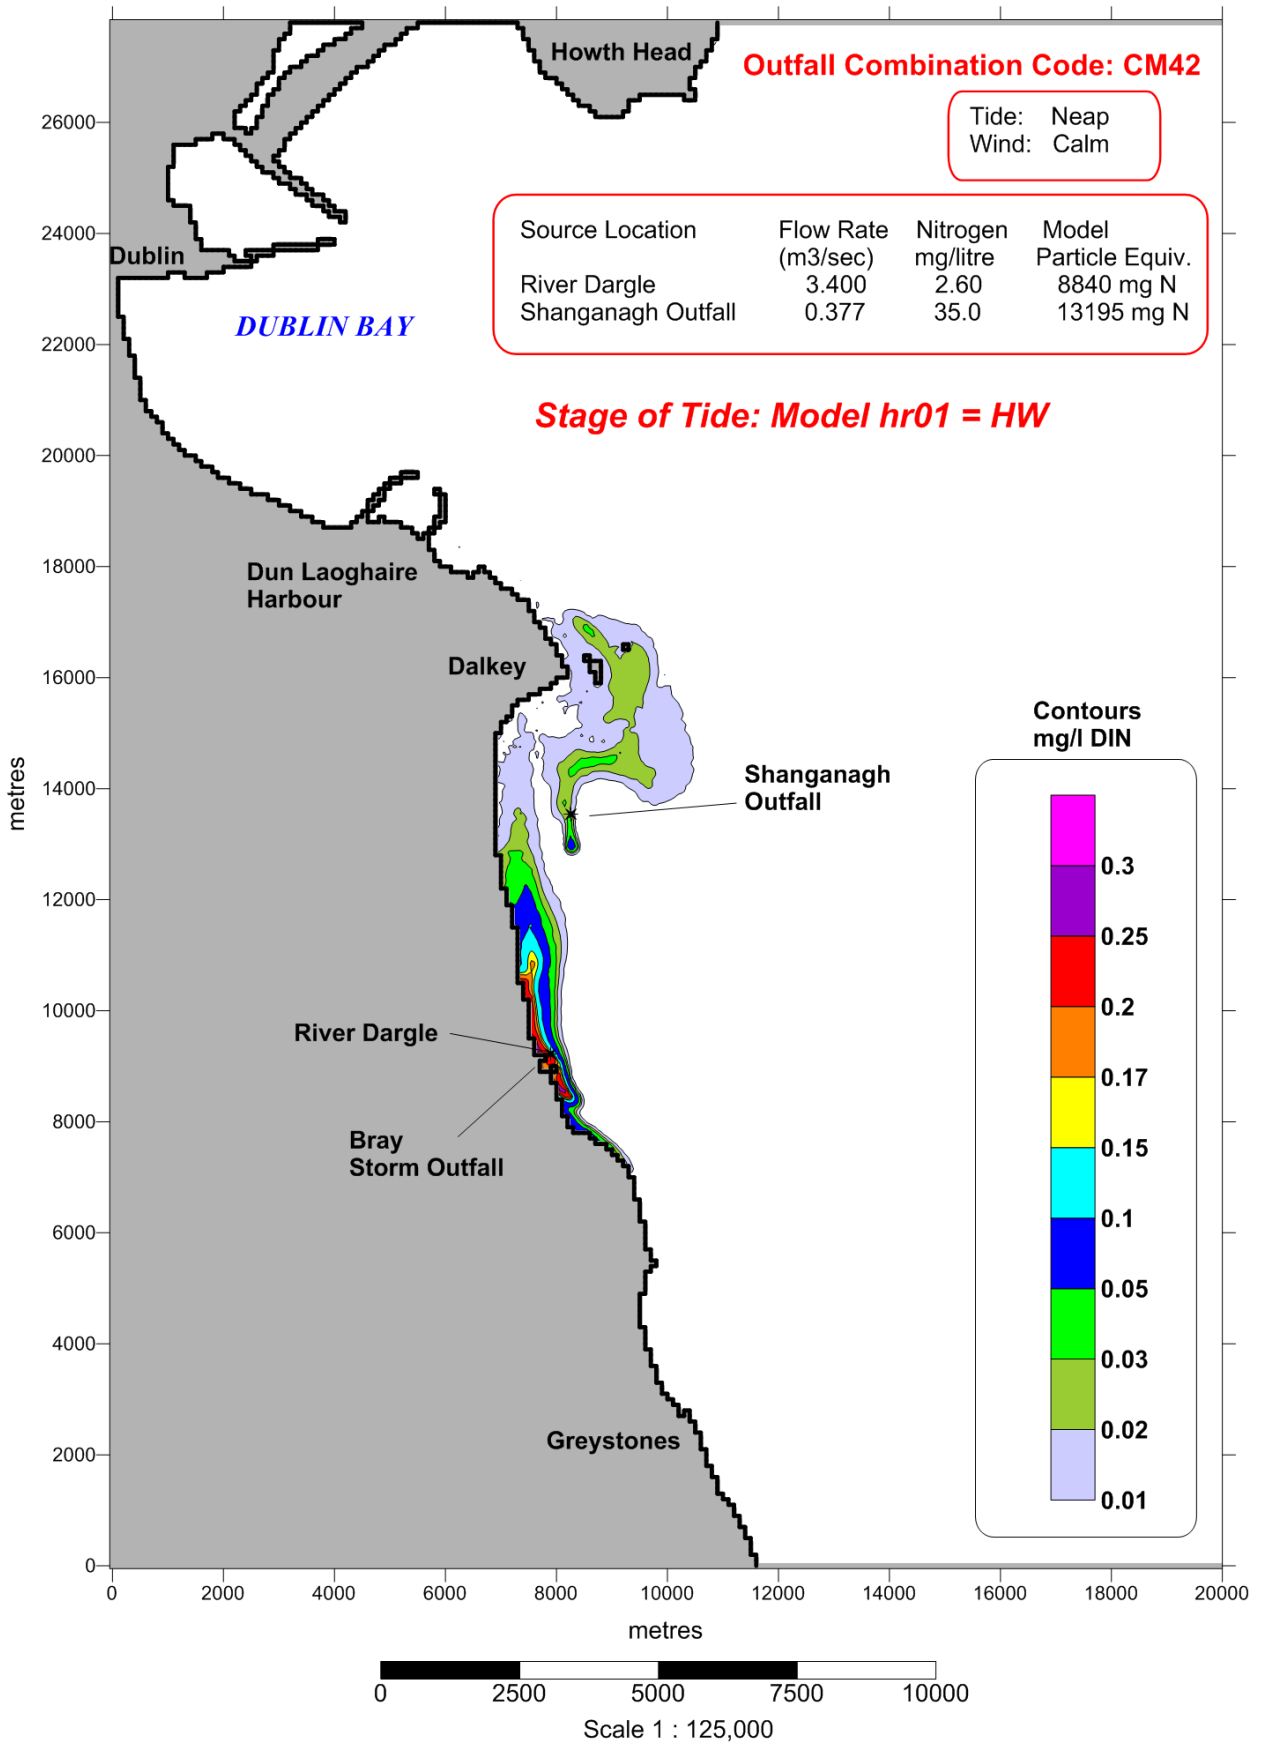 Howth Head
Outfall Combination Code: CM42
Tide: Neap
Wind: Calm
Source Location Flow Rate Nitrogen Model
(m3/sec) mg/litre Particle Equiv.
River Dargle 3.400 2.60 8840 mg N
Shanganagh Outfall 0.377 35.0 13195 mg N
Dublin
DUBLIN BAY
Stage of Tide: Model hr01 = HW
Dun Laoghaire
Harbour
Dalkey
Shanganagh
Outfall
River Dargle
Bray
Storm Outfall
Greystones
Contours
mg/l DIN
0.3
0.25
0.2
0.17
0.15
0.1
0.05
0.03
0.02
0.01
26000
24000
22000
20000
18000
16000
14000
12000
10000
8000
6000
4000
2000
0
metres
0 2000 4000 6000 8000 10000 12000 14000 16000 18000 20000
metres
0 2500 5000 7500 10000
Scale 1 : 125,000